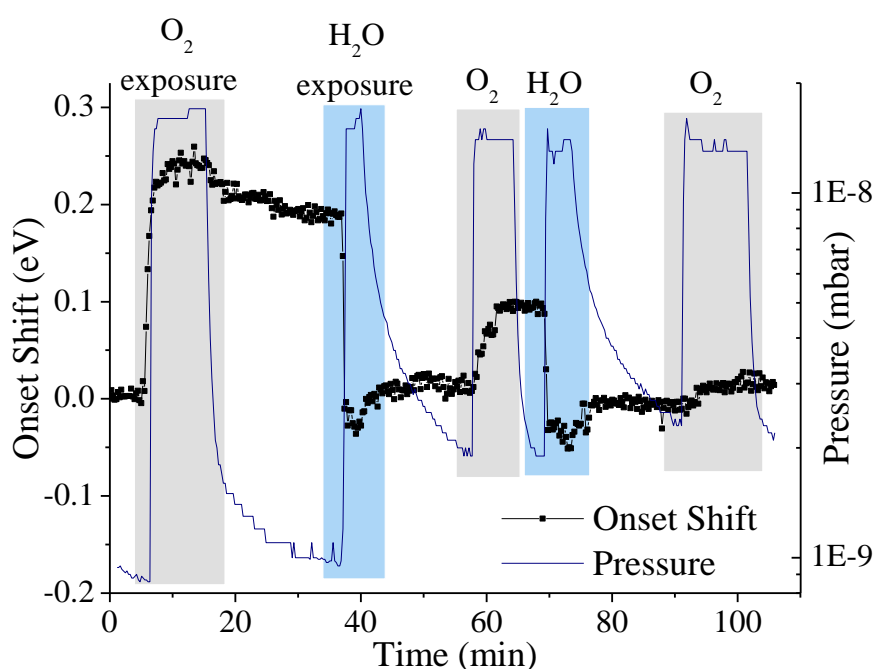 O2
exposure
H2O
exposure
O2
H2O
O2
0.3
0.2
0.1
0.0
-0.1
-0.2
Onset Shift (eV)
1E-8
1E-9
Pressure (mbar)
Onset Shift
Pressure
0 20 40 60 80 100
Time (min)